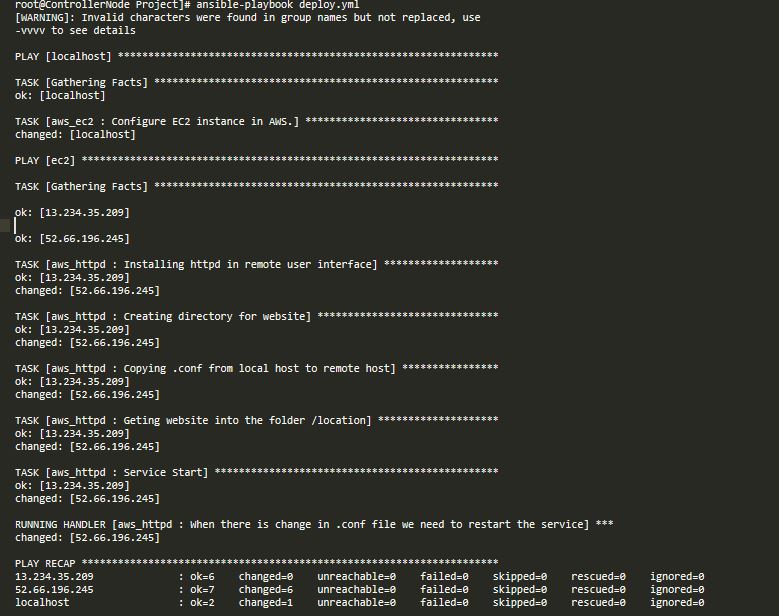 root@ControllerNode Project]# ansible-playbook deploy.yml
[WARNING]: Invalid characters were found in group names but not replaced, use
-vvvv to see details
PLAY [localhost] ************************************************************
TASK [Gathering Facts] ******************************************************
ok: [localhost]
TASK [aws_ec2 : Configure EC2 instance in AWS.] *******************************
changed: [localhost]
PLAY [ec2] ******************************************************************
TASK [Gathering Facts] ******************************************************
ok: [13.234.35.209]
ok: [52.66.196.245]
TASK [aws_httpd : Installing httpd in remote user interface] ******************
ok: [13.234.35.209]
changed: [52.66.196.245]
TASK [aws_httpd : Creating directory for website] *****************************
ok: [13.234.35.209]
changed: [52.66.196.245]
TASK [aws_httpd : Copying .conf from local host to remote host] ***************
ok: [13.234.35.209]
changed: [52.66.196.245]
TASK [aws_httpd : Geting website into the folder /location] *******************
ok: [13.234.35.209]
changed: [52.66.196.245]
TASK [aws_httpd : Service Start] *********************************************
ok: [13.234.35.209]
changed: [52.66.196.245]
RUNNING HANDLER [aws_httpd : When there is change in .conf file we need to restart the service] ***
changed: [52.66.196.245]
PLAY RECAP ******************************************************************
13.234.35.209 : ok=6 changed=0 unreachable=0 failed=0 skipped=0 rescued=0 ignored=0
52.66.196.245 : ok=7 changed=6 unreachable=0 failed=0 skipped=0 rescued=0 ignored=0
localhost : ok=2 changed=1 unreachable=0 failed=0 skipped=0 rescued=0 ignored=0